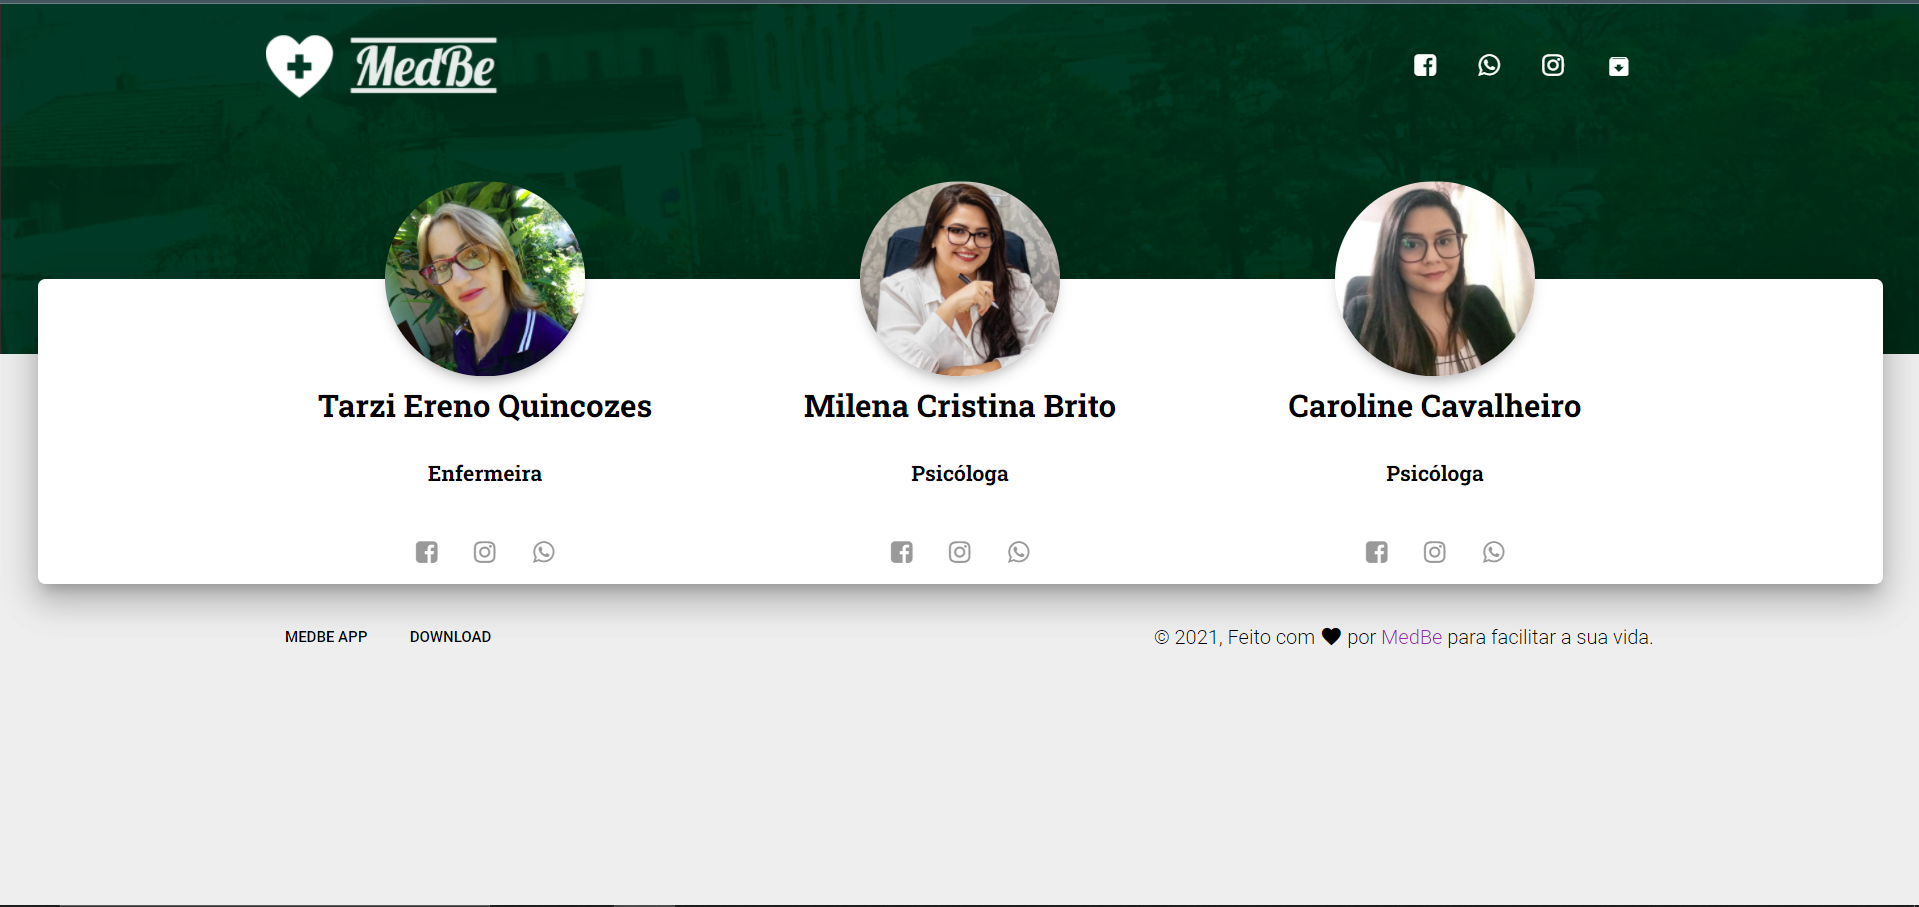 MedBe
Tarzi Ereno Quincozes
Milena Cristina Brito
Caroline Cavalheiro
Enfermeira
Psicóloga
Psicóloga
MEDBE APP
DOWNLOAD
© 2021, Feito com ♥ por MedBe para facilitar a sua vida.